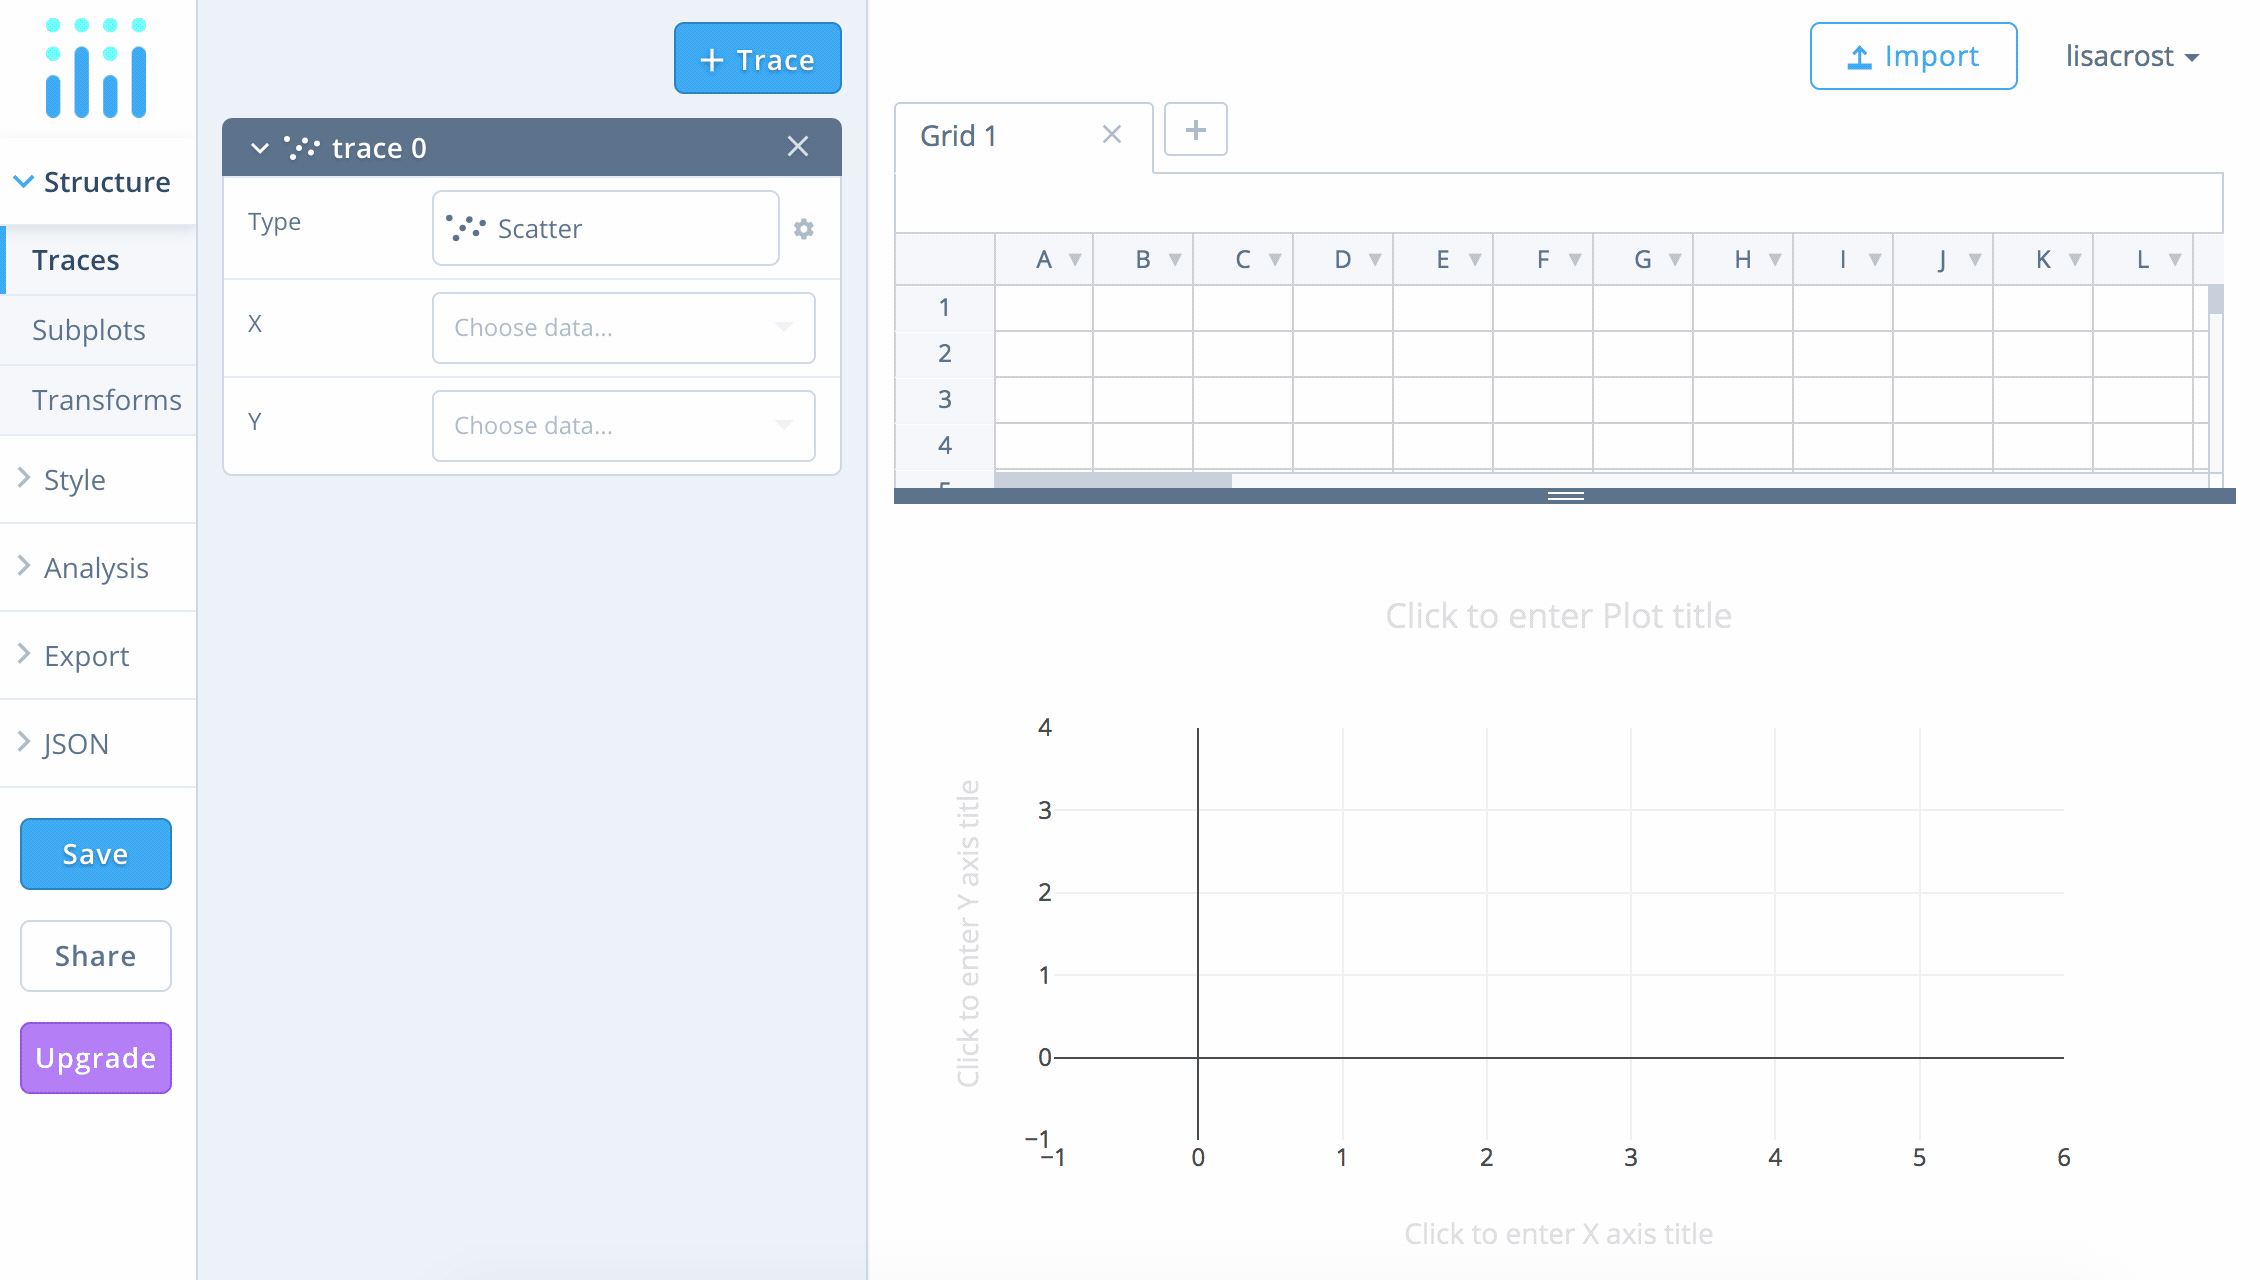 + Trace
Import
lisacrost
trace 0
Grid 1
+
Structure
Type
Scatter
Traces
A B C D E F G H I J K L
X
Choose data...
1
Subplots
2
Transforms
3
Y
Choose data...
4
5
Style
Analysis
Export
JSON
Save
Share
Upgrade
Click to enter Plot title
Click to enter Y axis title
4
3
2
1
0
−1
−1 0 1 2 3 4 5 6
Click to enter X axis title